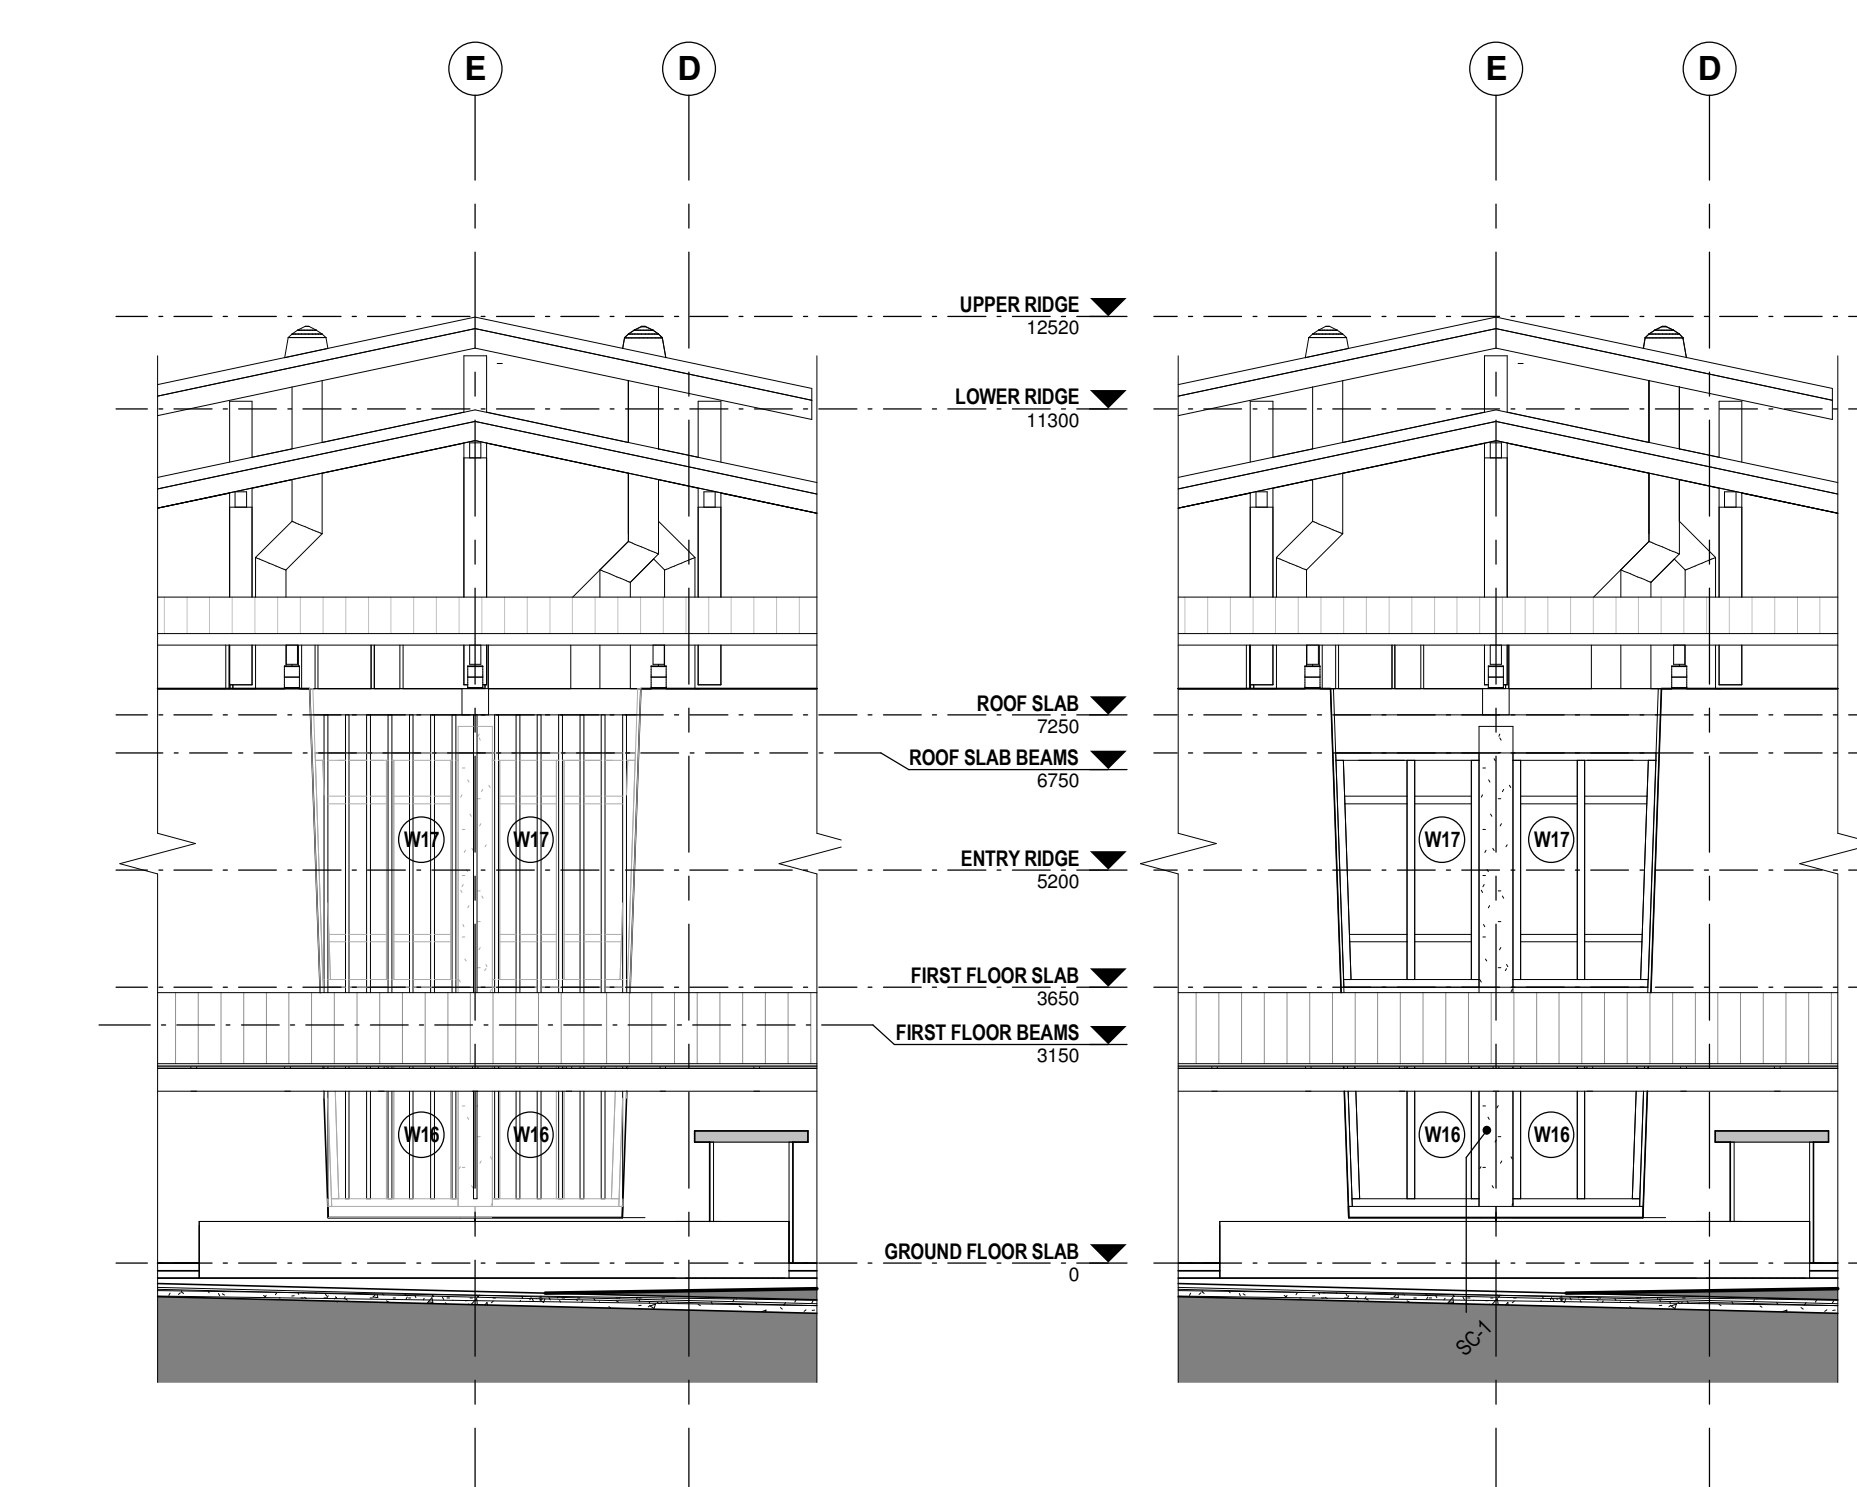 E D E D
UPPER RIDGE
12520
LOWER RIDGE
11300
ROOF SLAB
7250
ROOF SLAB BEAMS
6750
W17 W17 W17 W17
ENTRY RIDGE
5200
FIRST FLOOR SLAB
3650
FIRST FLOOR BEAMS
3150
W16 W16 W16 W16
GROUND FLOOR SLAB
0
SC-1